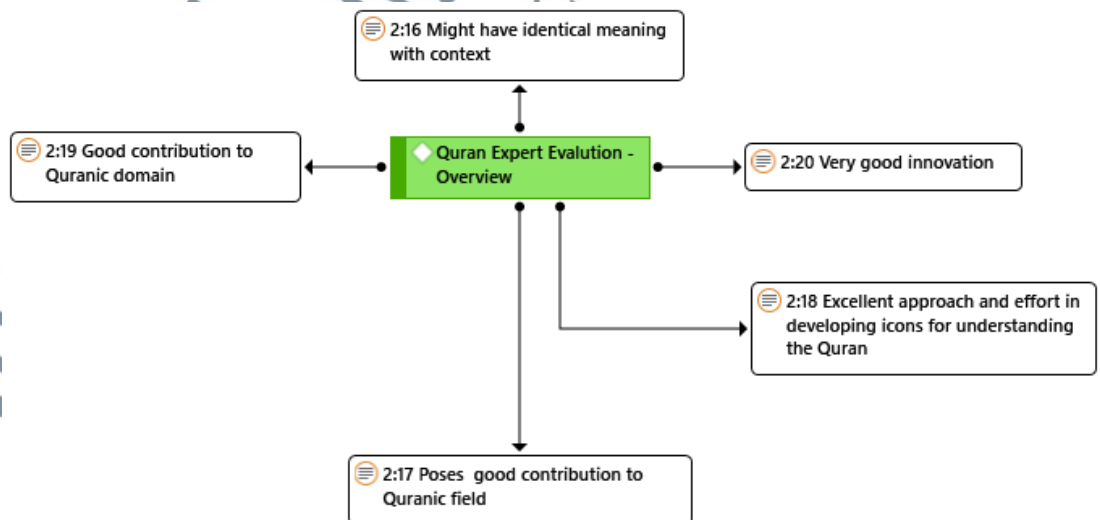 2:16 Might have identical meaning
with context
2:19 Good contribution to
Quranic domain
Quran Expert Evalution -
Overview
2:20 Very good innovation
2:18 Excellent approach and effort in
developing icons for understanding
the Quran
2:17 Poses  good contribution to
Quranic field